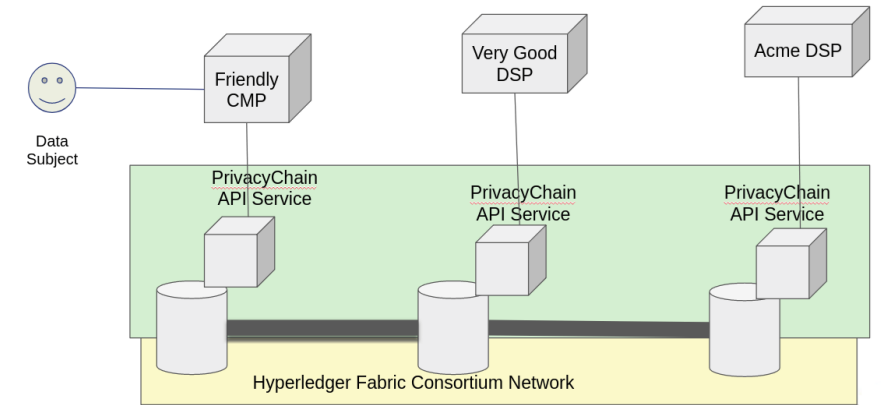 Friendly
CMP
Very Good
DSP
Acme DSP
Data
Subject
PrivacyChain
API Service
PrivacyChain
API Service
PrivacyChain
API Service
Hyperledger Fabric Consortium Network